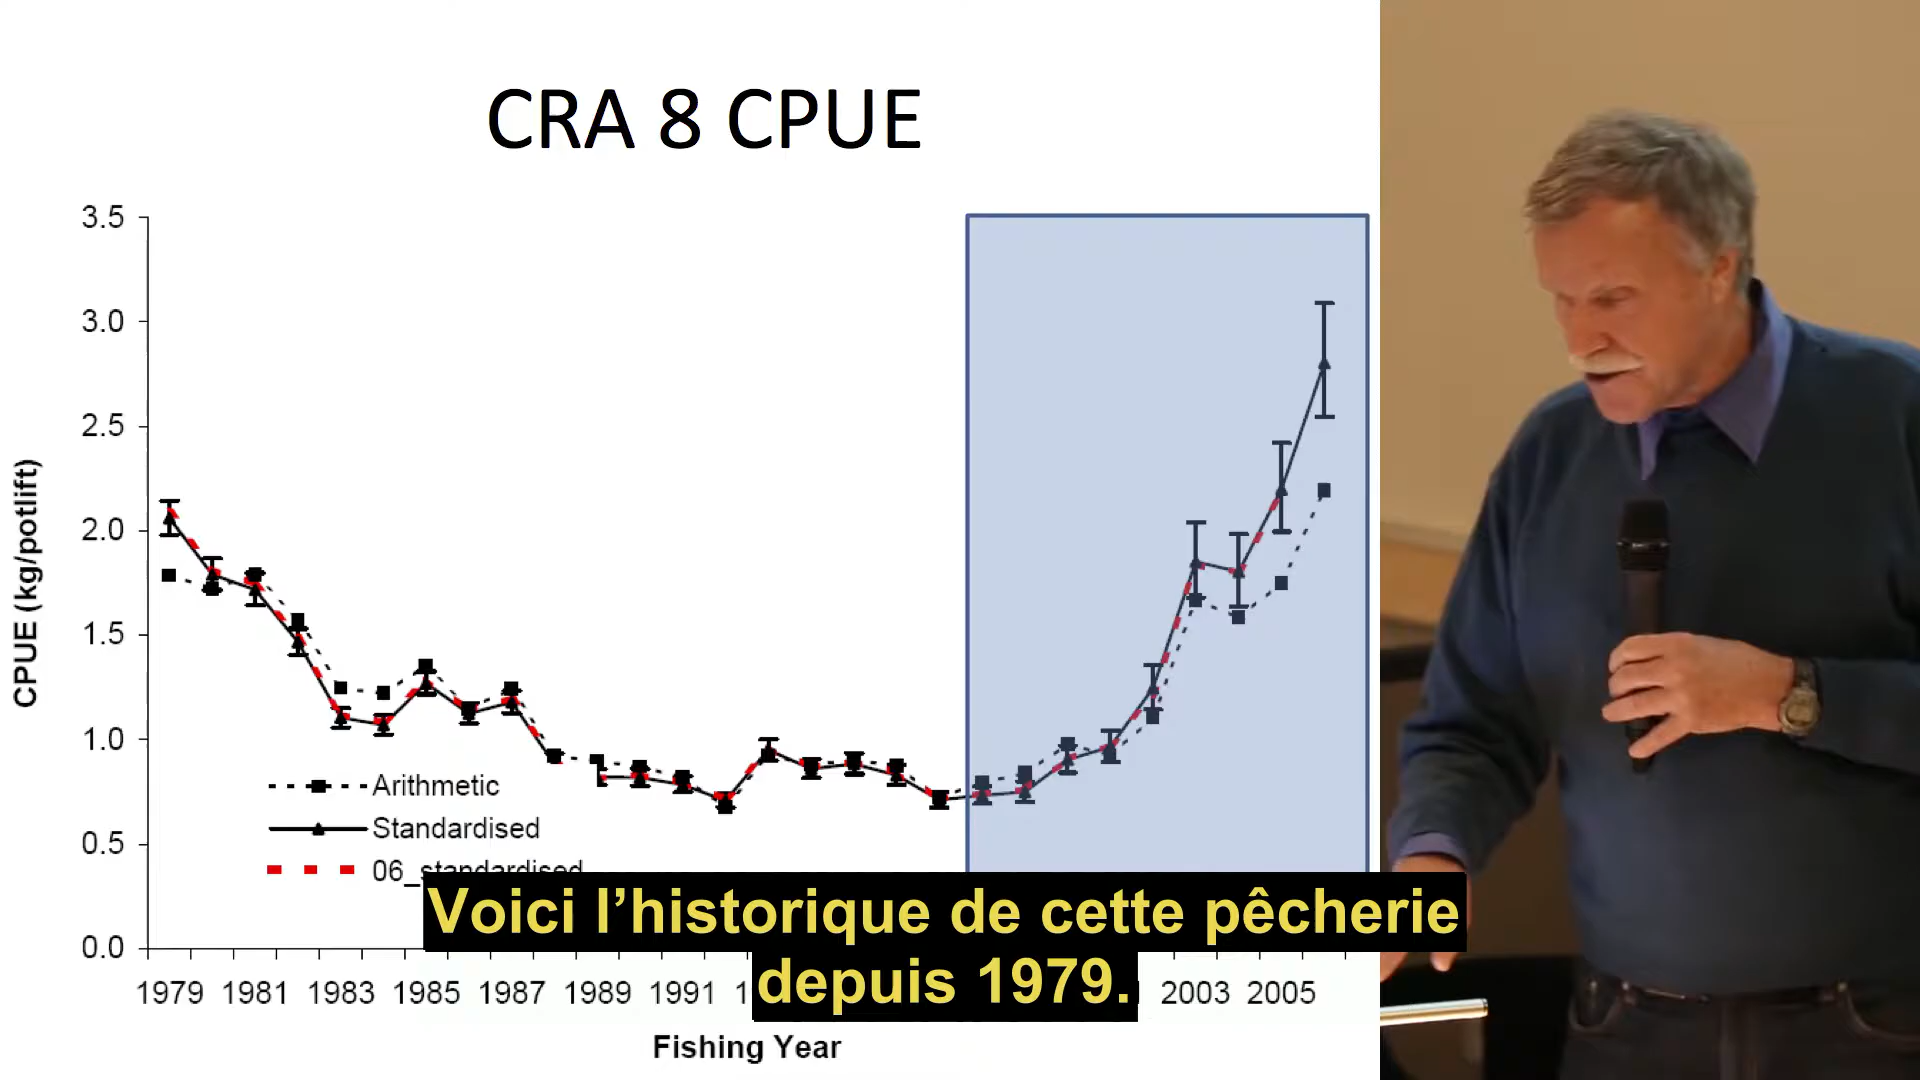 CRA 8 CPUE
3.5
3.0
2.5
2.0
1.5
1.0
0.5
0.0
CPUE (kg/potlift)
Arithmetic
Standardised
06_standardised
Voici l’historique de cette pêcherie
depuis 1979.
1979 1981 1983 1985 1987 1989 1991 2003 2005
Fishing Year